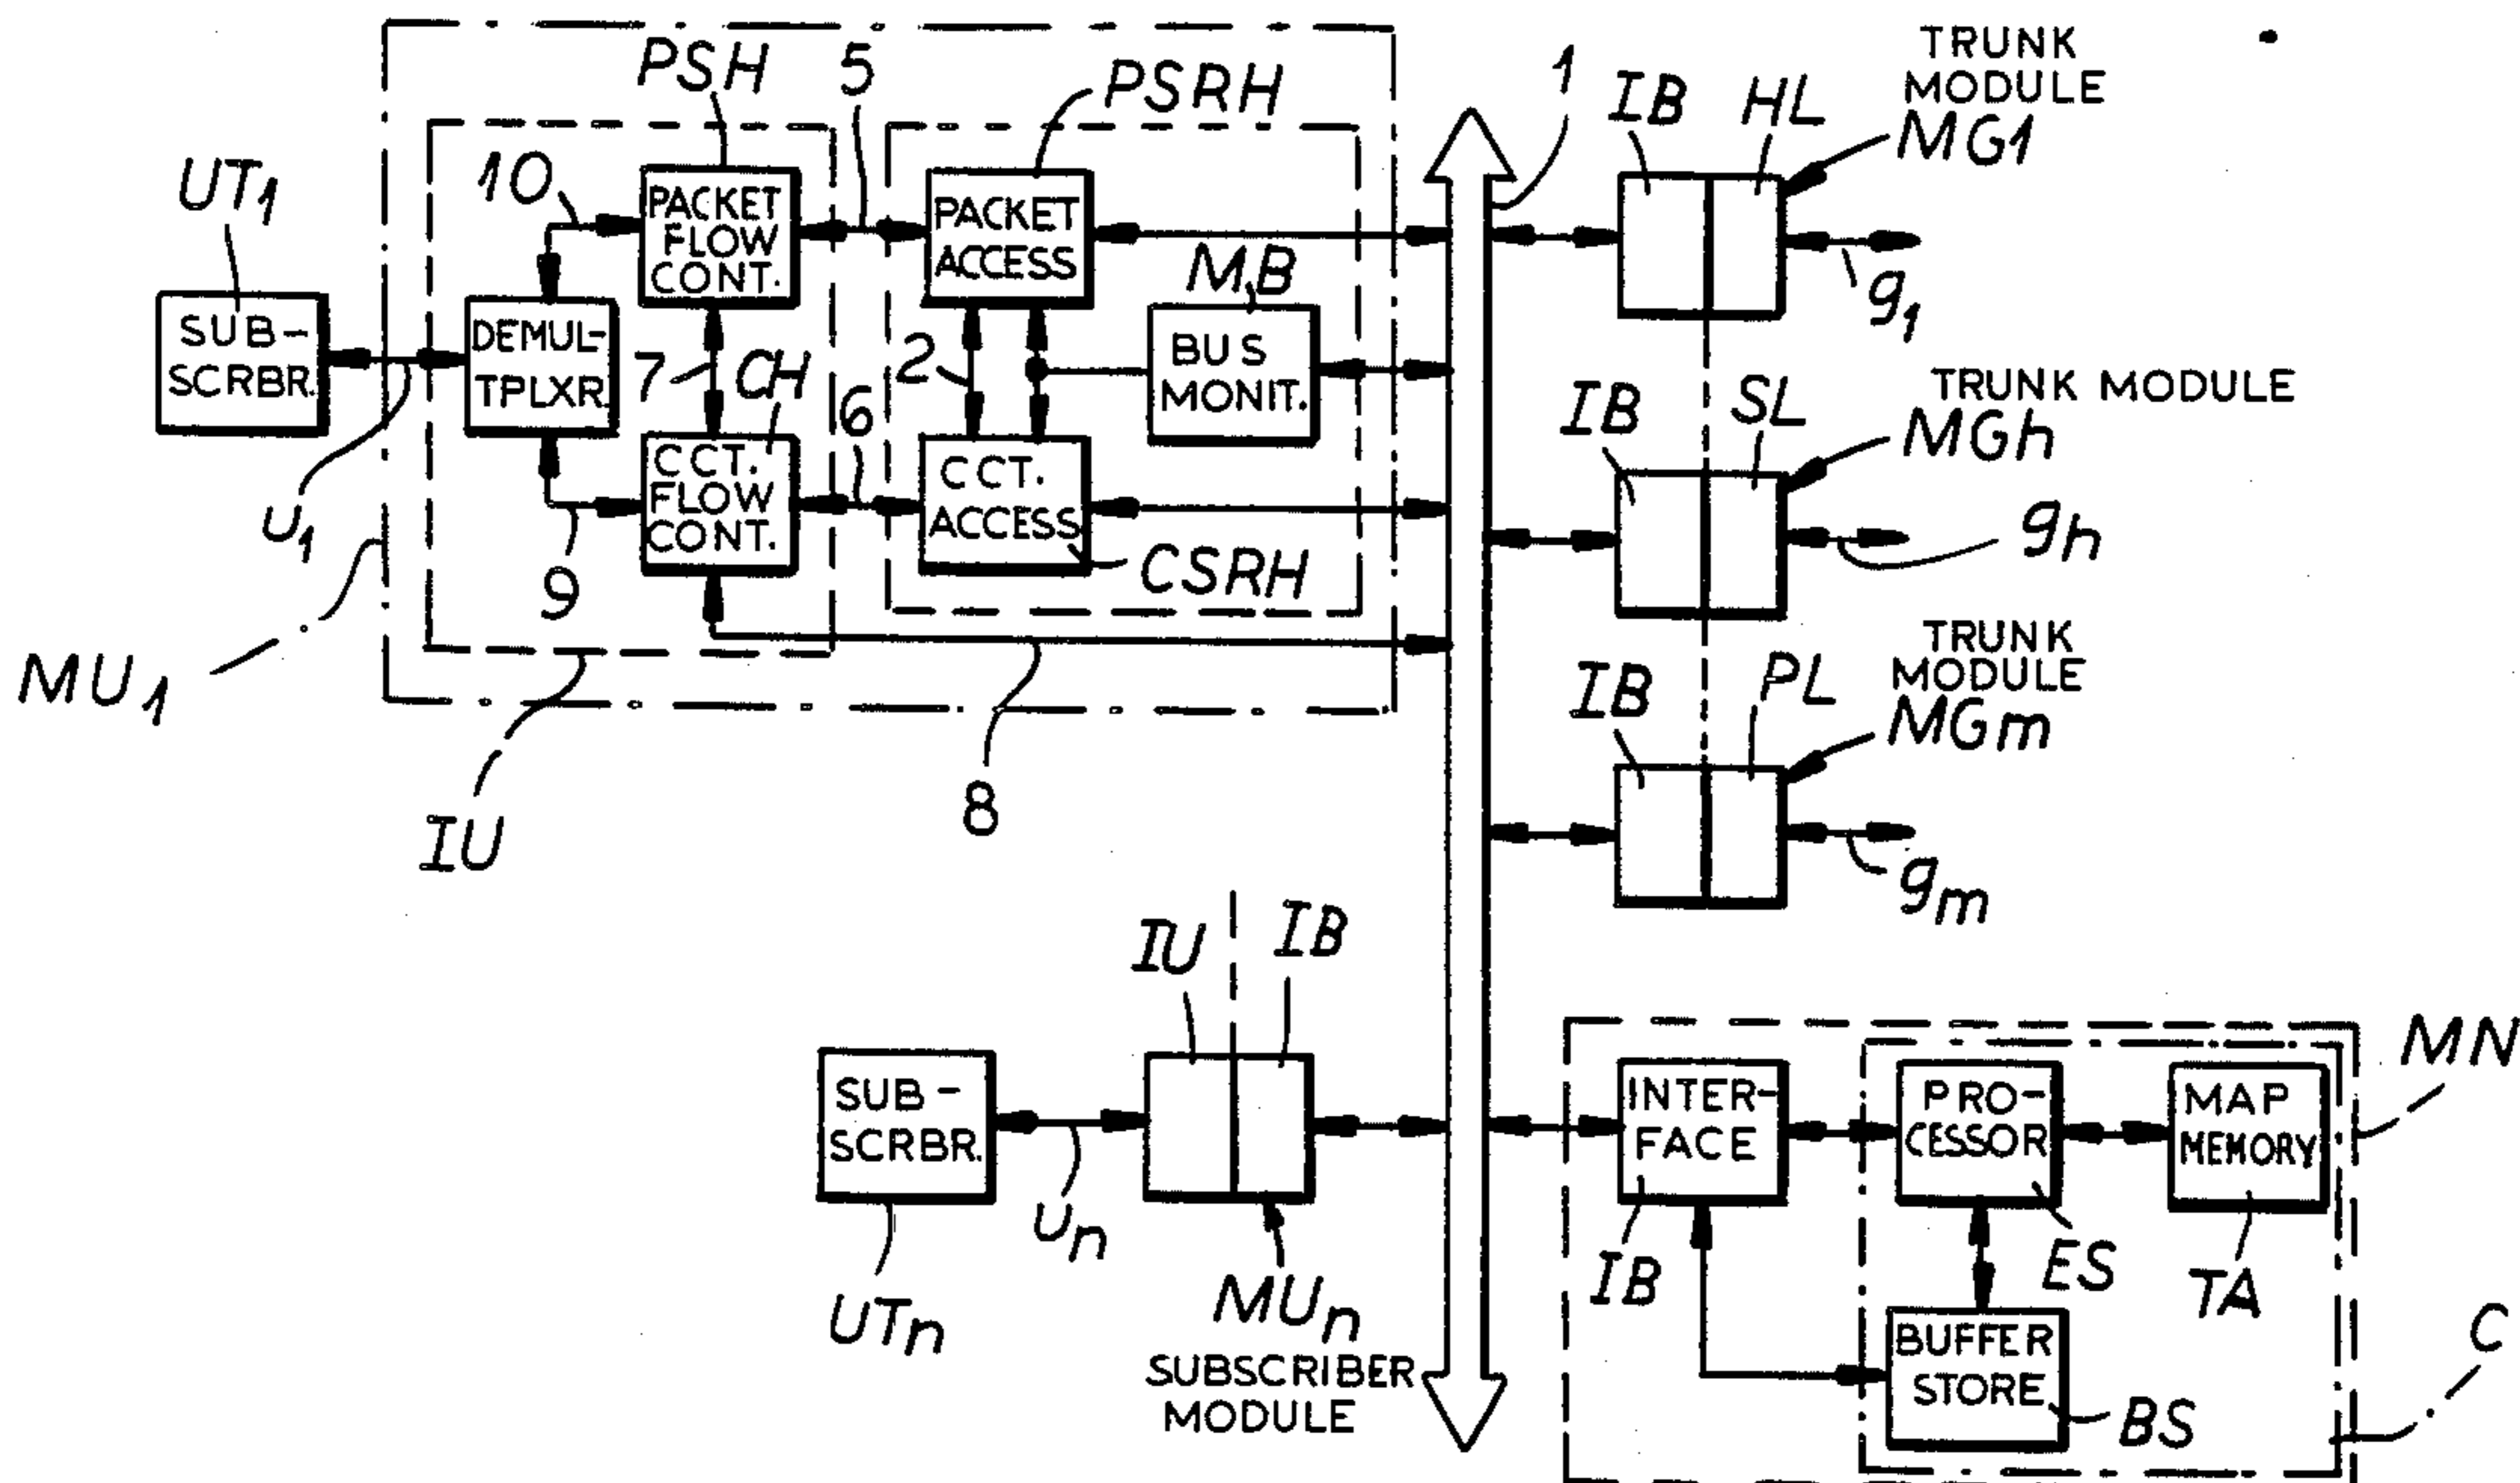 PSH
5
PSRH
1
IB
HL
TRUNK
MODULE
MG1
UT1
10
PACKET
FLOW
CONT.
PACKET
ACCESS
MB
g1
SUB-
SCRBR.
DEMUL-
TPLXR.
7
CH
6
2
BUS
MONIT.
IB
SL
TRUNK MODULE
MGh
u1
9
CCT.
FLOW
CONT.
CCT.
ACCESS
CSRH
gh
MU1
IU
8
IB
PL
TRUNK
MODULE
MGm
gm
IU
IB
SUB-
SCRBR.
un
UTn
MUn
SUBSCRIBER
MODULE
INTER-
FACE
IB
PRO-
CESSOR
ES
MAP
MEMORY
TA
MN
BUFFER
STORE
BS
C